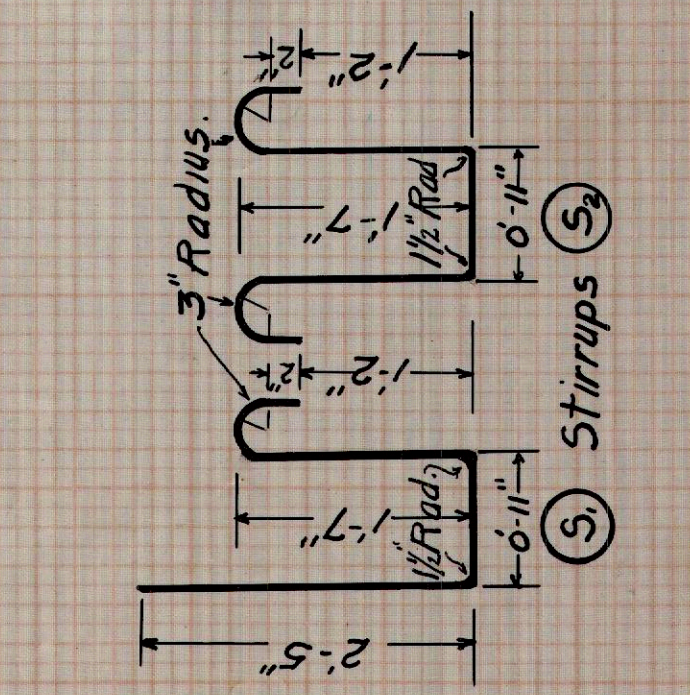 3" Radius.
2"
1'-2"
1'-7"
1½" Rad
0'-11"
S2
2"
1'-2"
1'-7"
1½" Rad.
0'-11"
S1
2'-5"
Stirrups